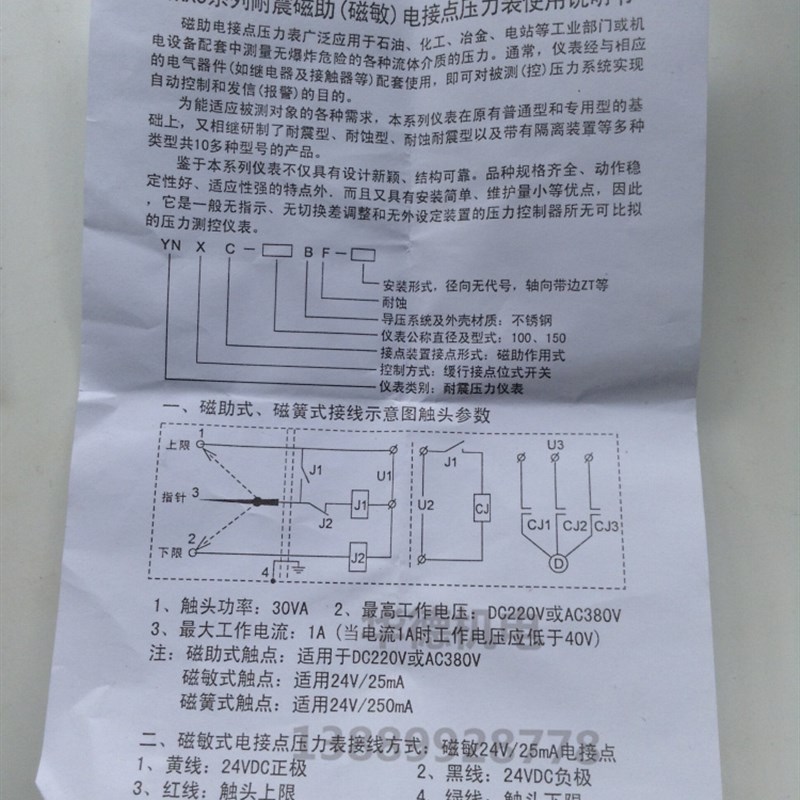 系列耐震磁助(磁敏)电接点压力表使用说明书
磁助电接点压力表广泛应用于石油、化工、冶金、电站等工业部门或机
电设备配套中测量无爆炸危险的各种流体介质的压力。通常,仪表经与相应
的电气器件(如继电器及接触器等)配套使用,即可对被测(控)压力系统实现
自动控制和发信(报警)的目的。
为能适应被测对象的各种需求,本系列仪表在原有普通型和专用型的基
础上,又相继研制了耐震型、耐蚀型、耐蚀耐震型以及带有隔离装置等多种
类型共10多种型号的产品。
鉴于本系列仪表不仅具有设计新颖、结构可靠。品种规格齐全、动作稳
定性好、适应性强的特点外.而且又具有安装简单、维护量小等优点,因此
,它是一般无指示、无切换差调整和无外设定装置的压力控制器所无可比拟
的压力测控仪表。
YN X C — B F —
安装形式,径向无代号,轴向带边ZT等
耐蚀
导压系统及外壳材质:不锈钢
仪表公称直径及型式:100、150
接点装置接点形式:磁助作用式
控制方式:缓行接点位式开关
仪表类别:耐震压力仪表
一、磁助式、磁簧式接线示意图触头参数
上限 1
J1
U1
J1
U3
指针 3
J2
J1
U2
CJ
CJ1 CJ2 CJ3
下限 2
J2
D
4
1、触头功率:30VA 2、最高工作电压:DC220V或AC380V
3、最大工作电流:1A(当电流1A时工作电压应低于40V)
华德机电
注:磁助式触点:适用于DC220V或AC380V
磁敏式触点:适用24V/25mA
磁簧式触点:适用24V/250mA
13889928778
二、磁敏式电接点压力表接线方式:磁敏24V/25mA电接点
1、黄线:24VDC正极 2、黑线:24VDC负极
3、红线:触头上限 4、绿线:触头下限